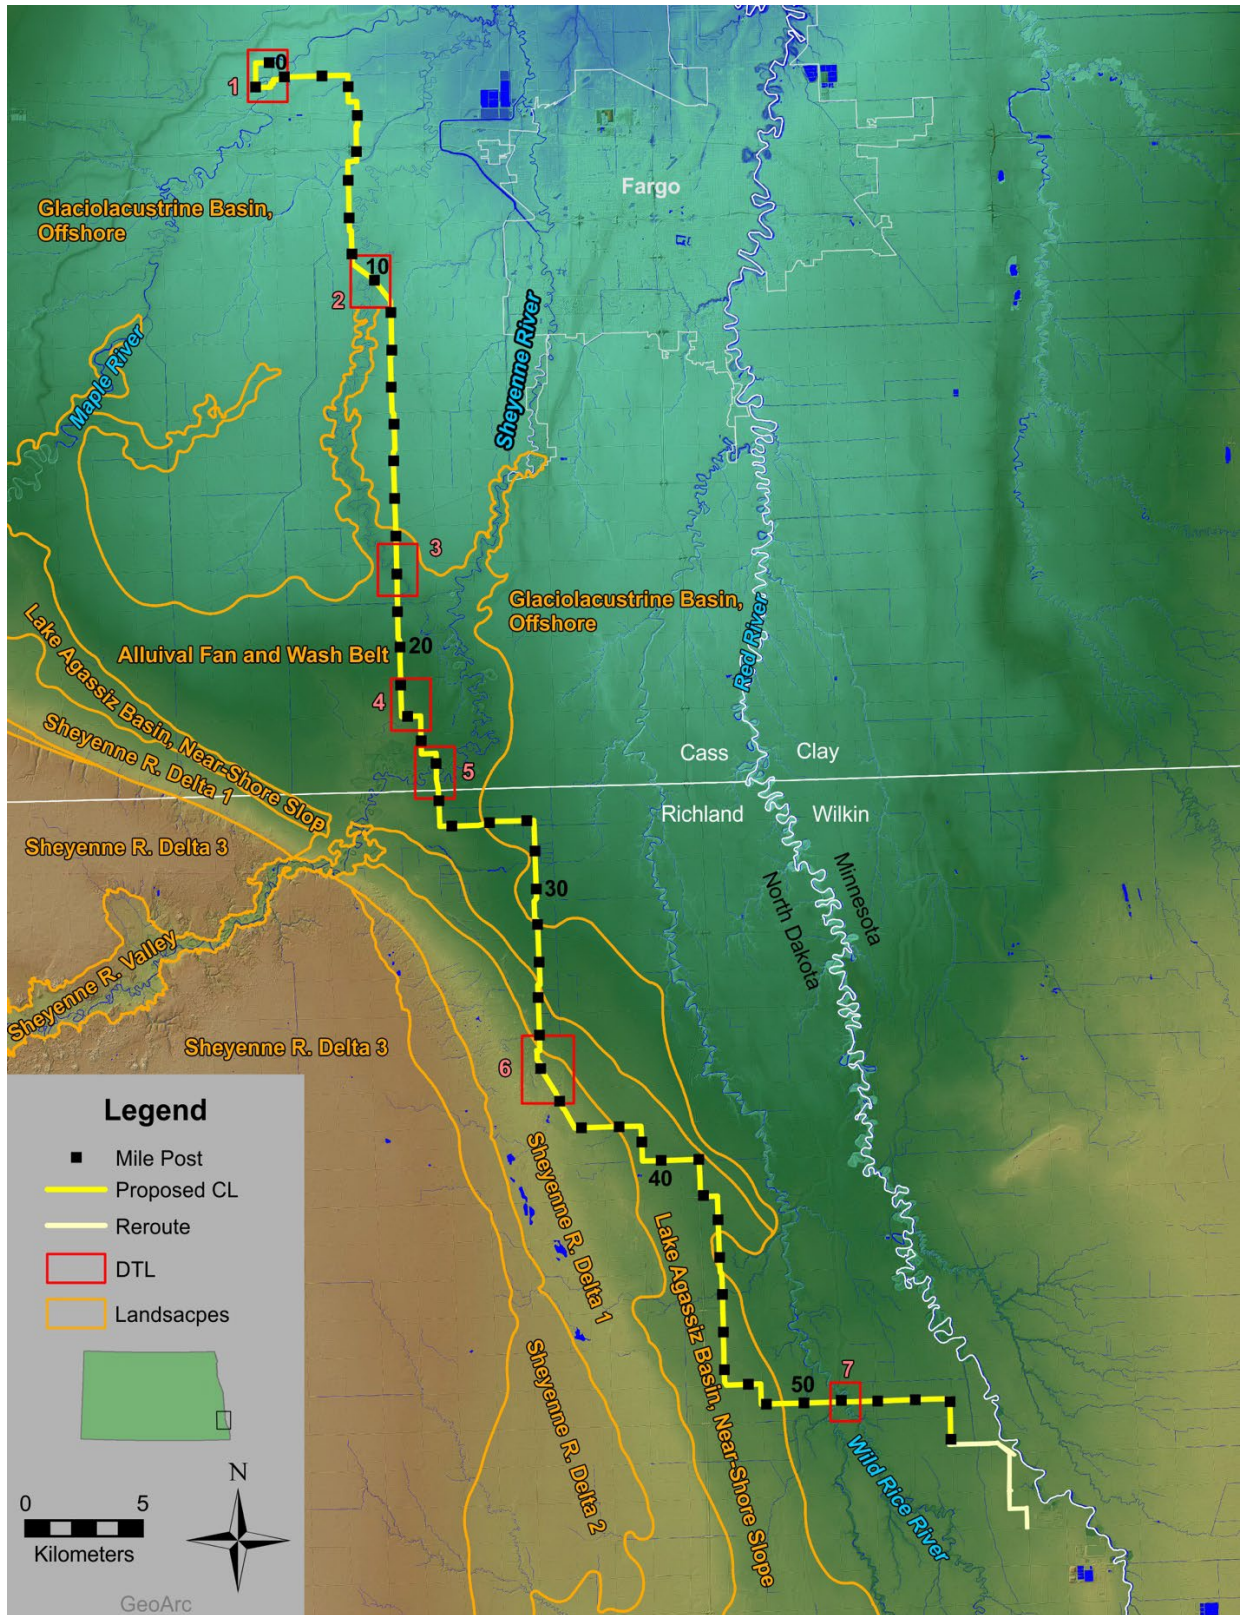 0
1
Fargo
Glaciolacustrine Basin,
Offshore
10
2
Maple River
Sheyenne River
3
Glaciolacustrine Basin,
Offshore
Red River
20
Alluival Fan and Wash Belt
Lake Agassiz Basin, Near-Shore Slop
4
Sheyenne R. Delta 1
5
Cass
Clay
Richland
Wilkin
Sheyenne R. Delta 3
30
Minnesota
North Dakota
Sheyenne R. Valley
Sheyenne R. Delta 3
6
40
Sheyenne R. Delta 1
Lake Agassiz Basin, Near-Shore Slope
Sheyenne R. Delta 2
50
7
Wild Rice River
Legend
Mile Post
Proposed CL
Reroute
DTL
Landsacpes
N
0 5
Kilometers
GeoArc